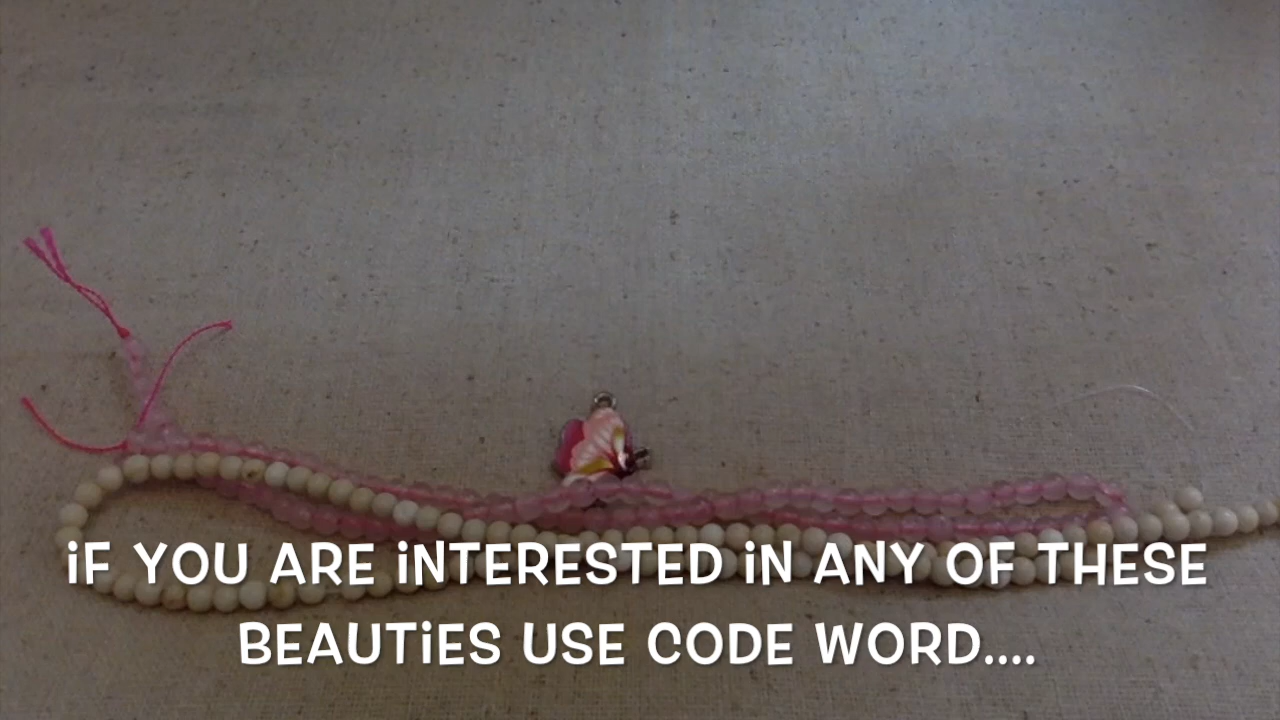 iF YOU ARE iNTERESTED iN ANY OF THESE
BEAUTiES USE CODE WORD....